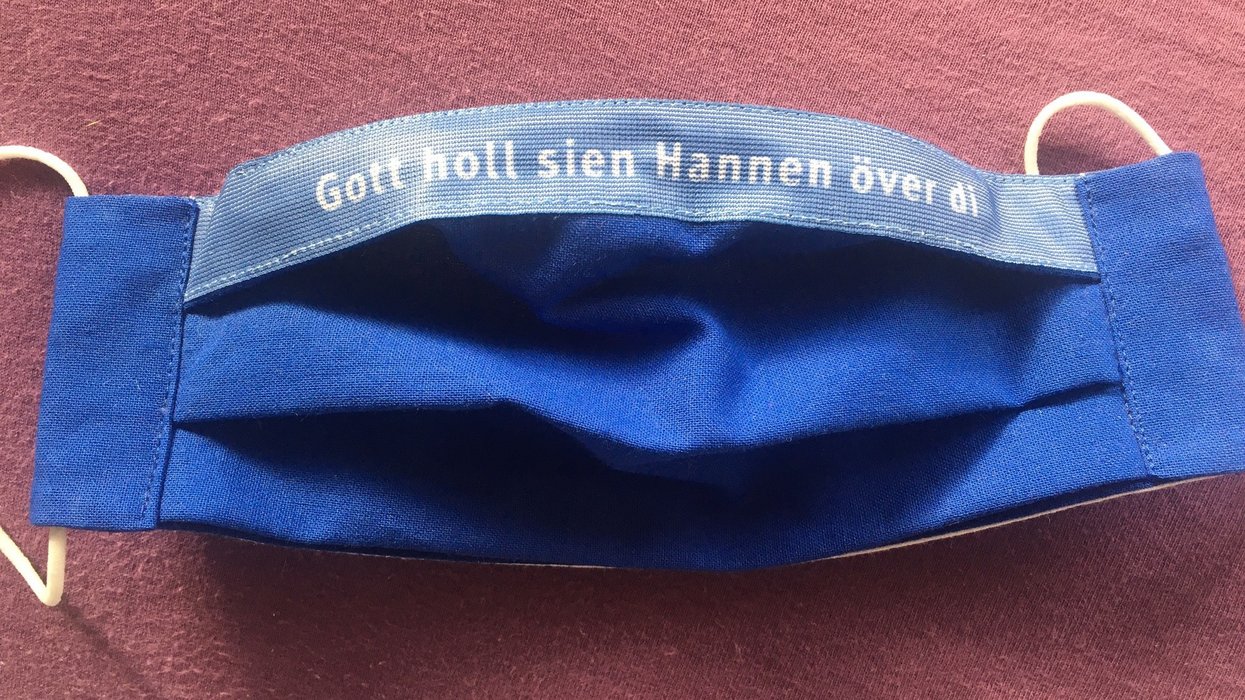 Gott holl sien Hannen över di